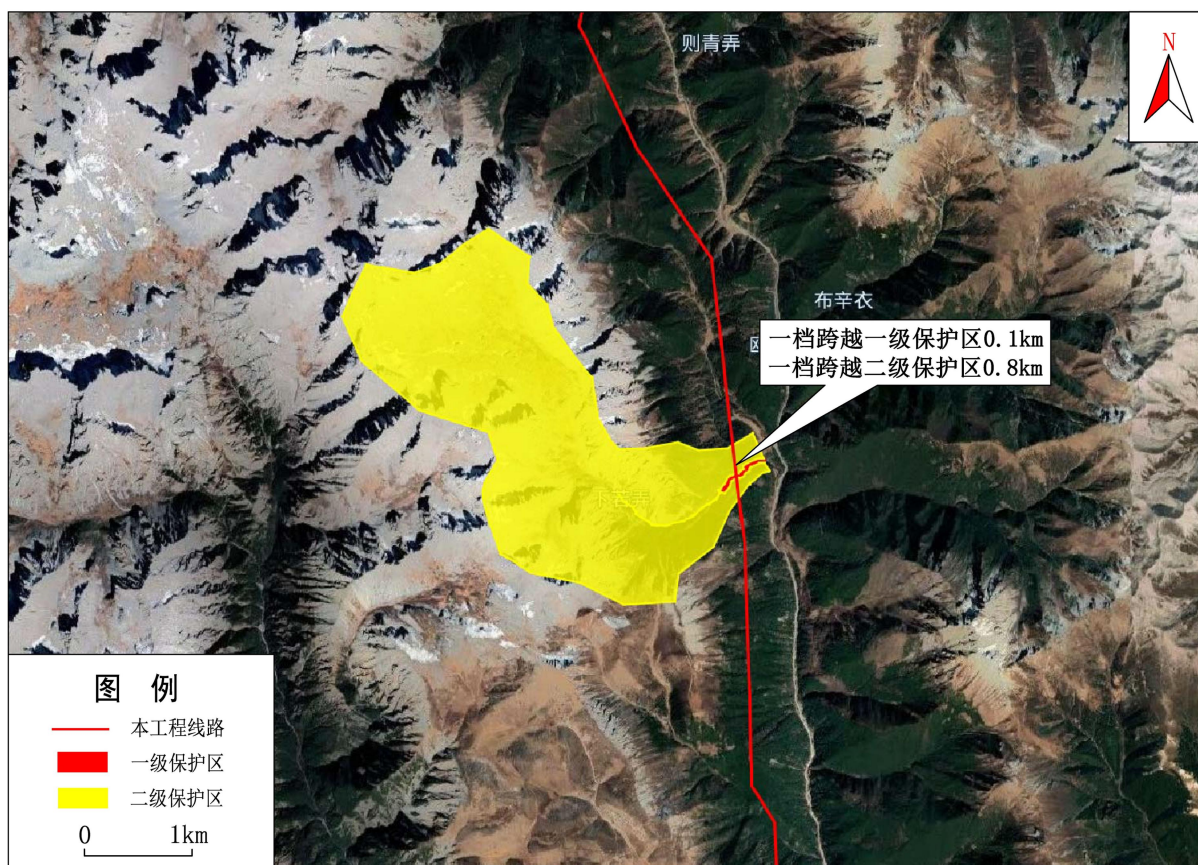 则青弄
N
布辛衣
一档跨越一级保护区0.1km
一档跨越二级保护区0.8km
图 例
本工程线路
一级保护区
二级保护区
0 1km